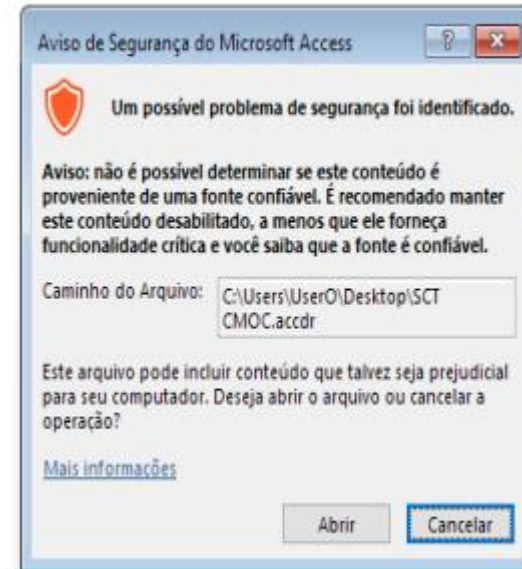 Aviso de Segurança do Microsoft Access
Um possível problema de segurança foi identificado.
Aviso: não é possível determinar se este conteúdo é
proveniente de uma fonte confiável. É recomendado manter
este conteúdo desabilitado, a menos que ele forneça
funcionalidade crítica e você saiba que a fonte é confiável.
Caminho do Arquivo:
C:\Users\UserO\Desktop\SCT
CMOC.accdr
Este arquivo pode incluir conteúdo que talvez seja prejudicial
para seu computador. Deseja abrir o arquivo ou cancelar a
operação?
Mais informações
Abrir
Cancelar